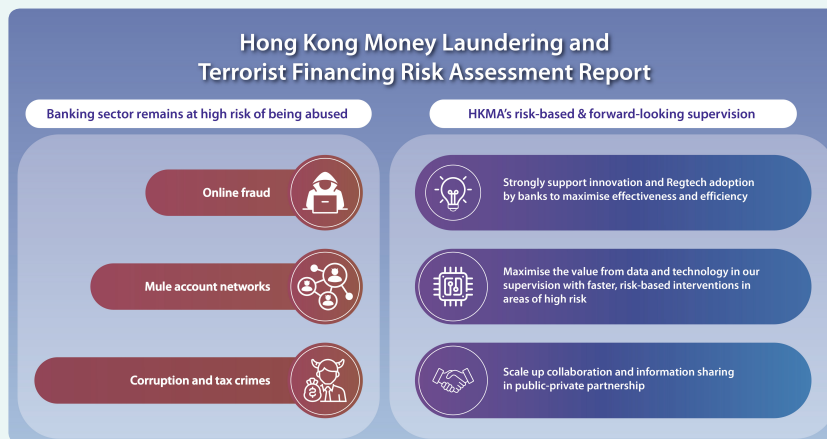 Hong Kong Money Laundering and
Terrorist Financing Risk Assessment Report
Banking sector remains at high risk of being abused
Online fraud
Mule account networks
Corruption and tax crimes
HKMA's risk-based & forward-looking supervision
Strongly support innovation and Regtech adoption
by banks to maximise effectiveness and efficiency
Maximise the value from data and technology in our
supervision with faster, risk-based interventions in
areas of high risk
Scale up collaboration and information sharing
in public-private partnership